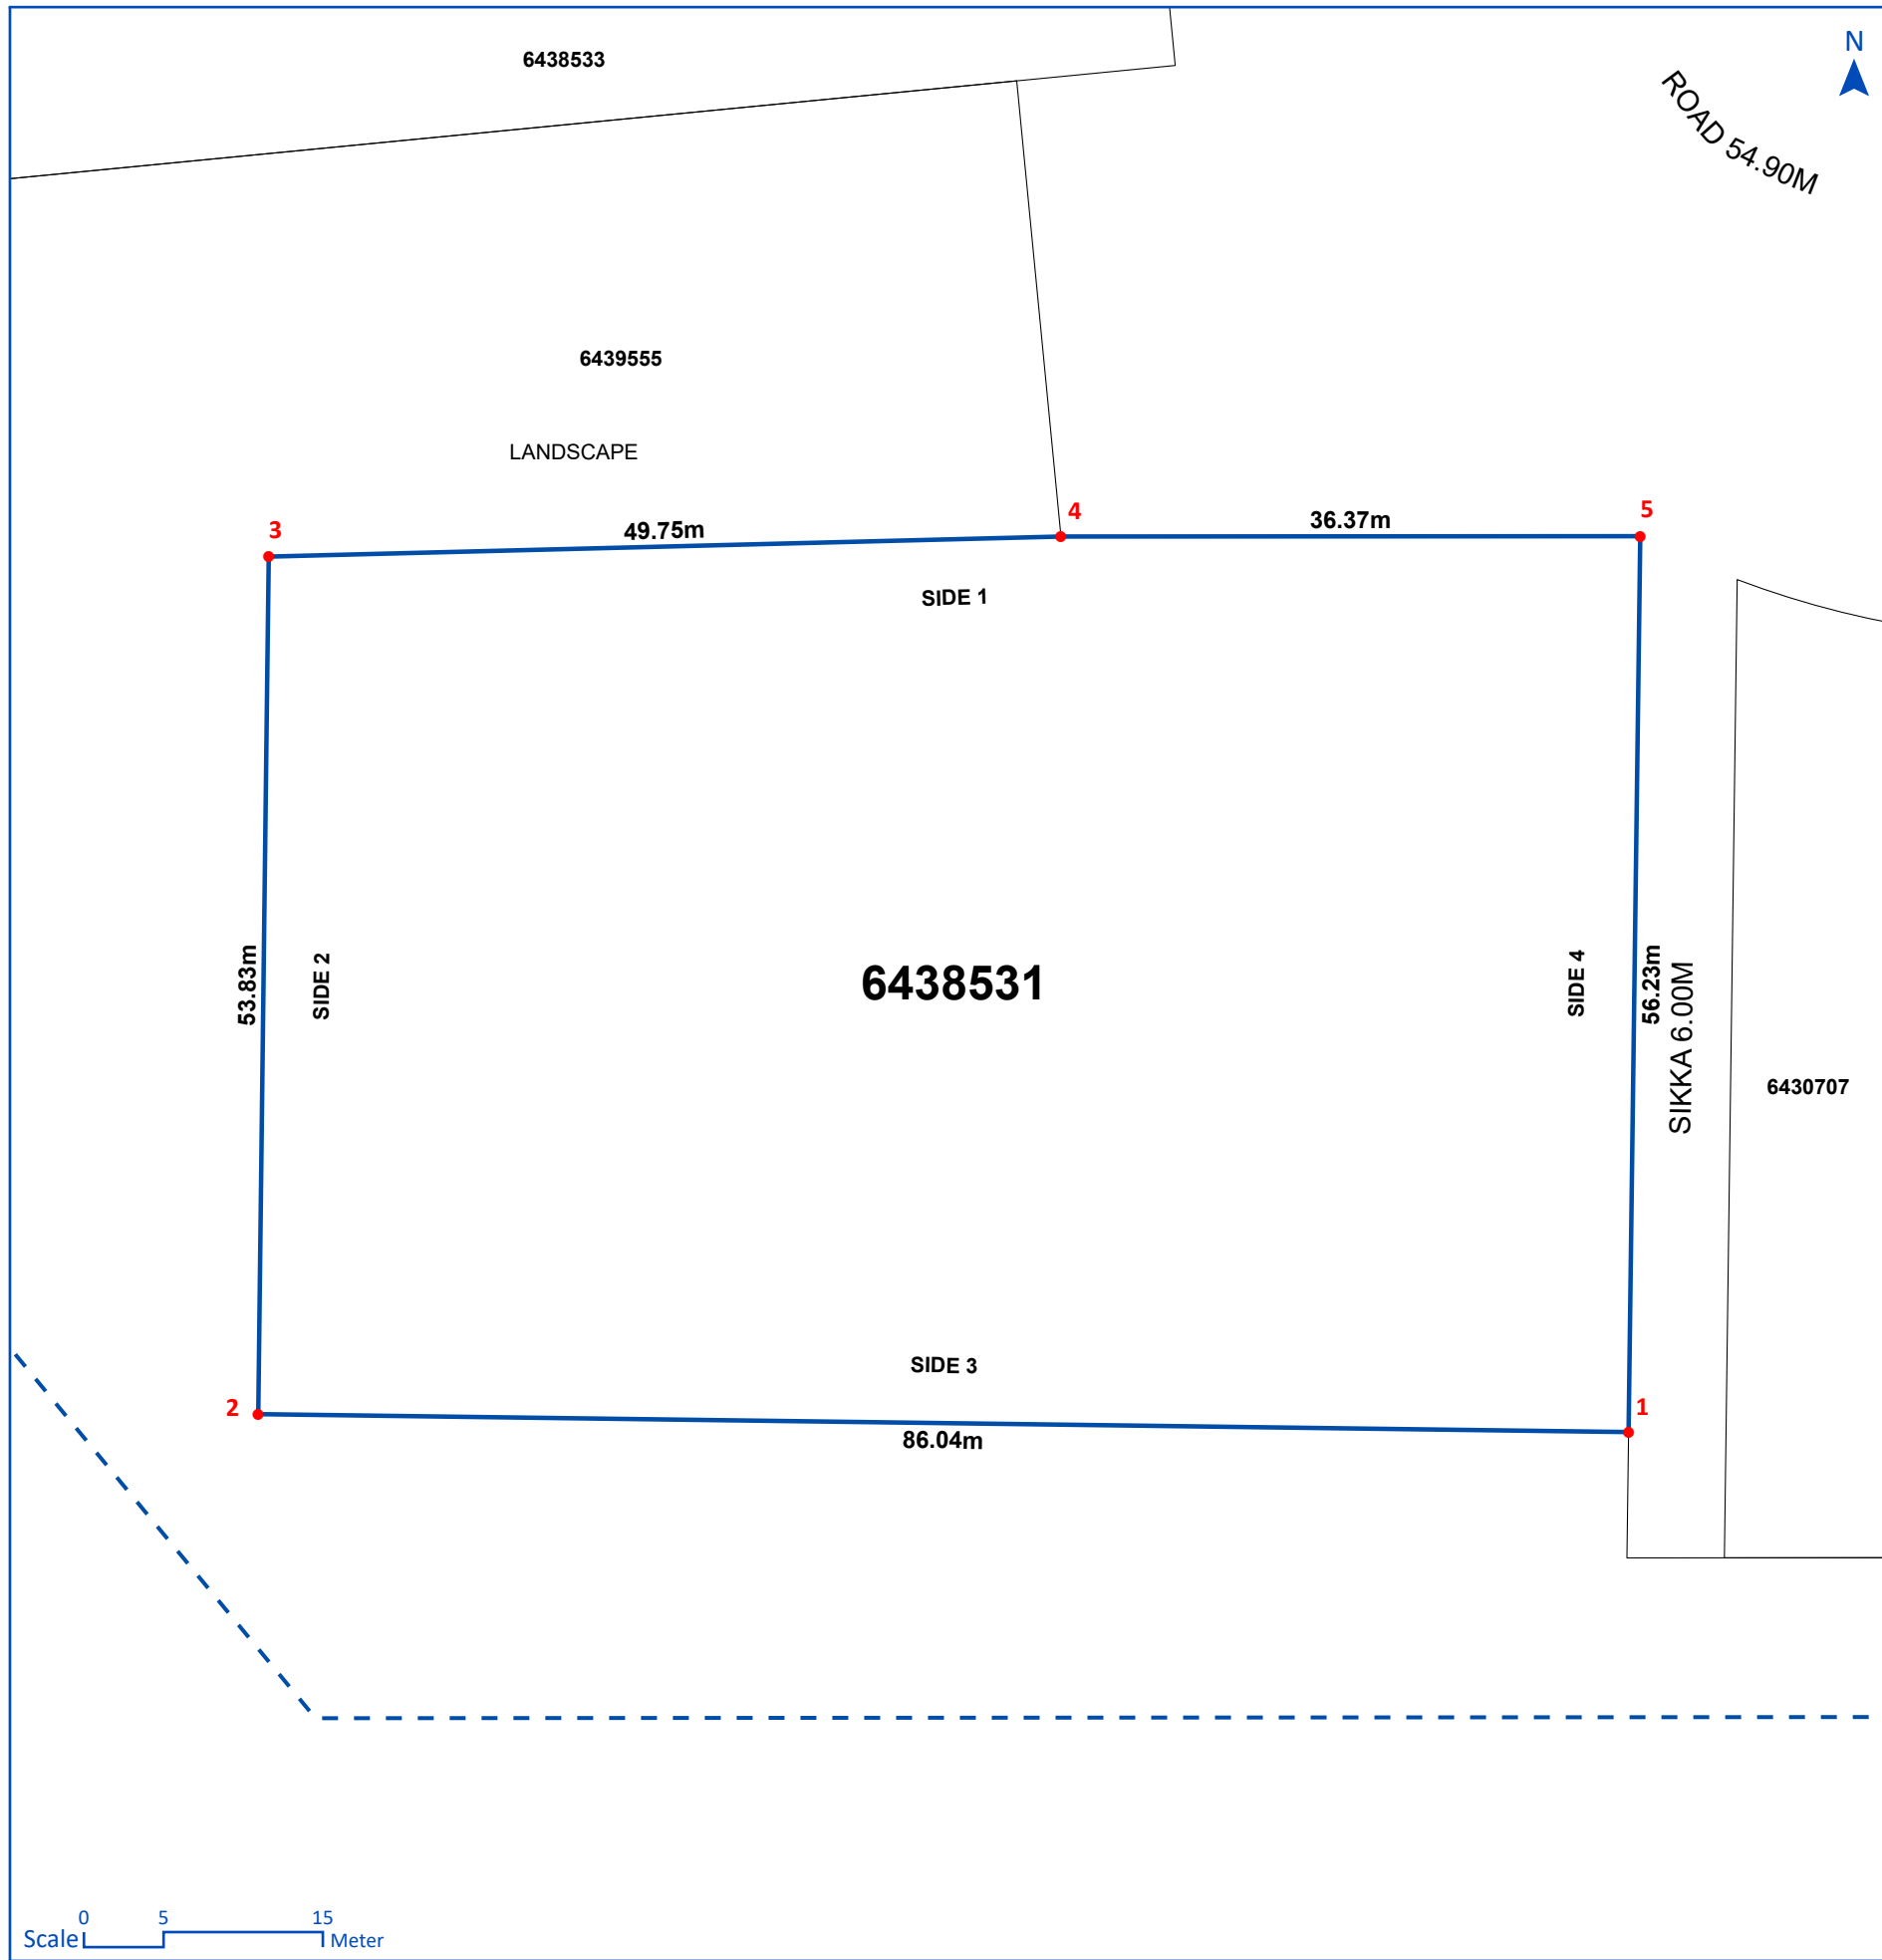 6438533
N
ROAD 54.90M
6439555
LANDSCAPE
3
49.75m
4
36.37m
5
SIDE 1
53.83m
SIDE 2
6438531
SIDE 4
56.23m
SIKKA 6.00M
6430707
SIDE 3
2
86.04m
1
0 5 15
Scale Meter